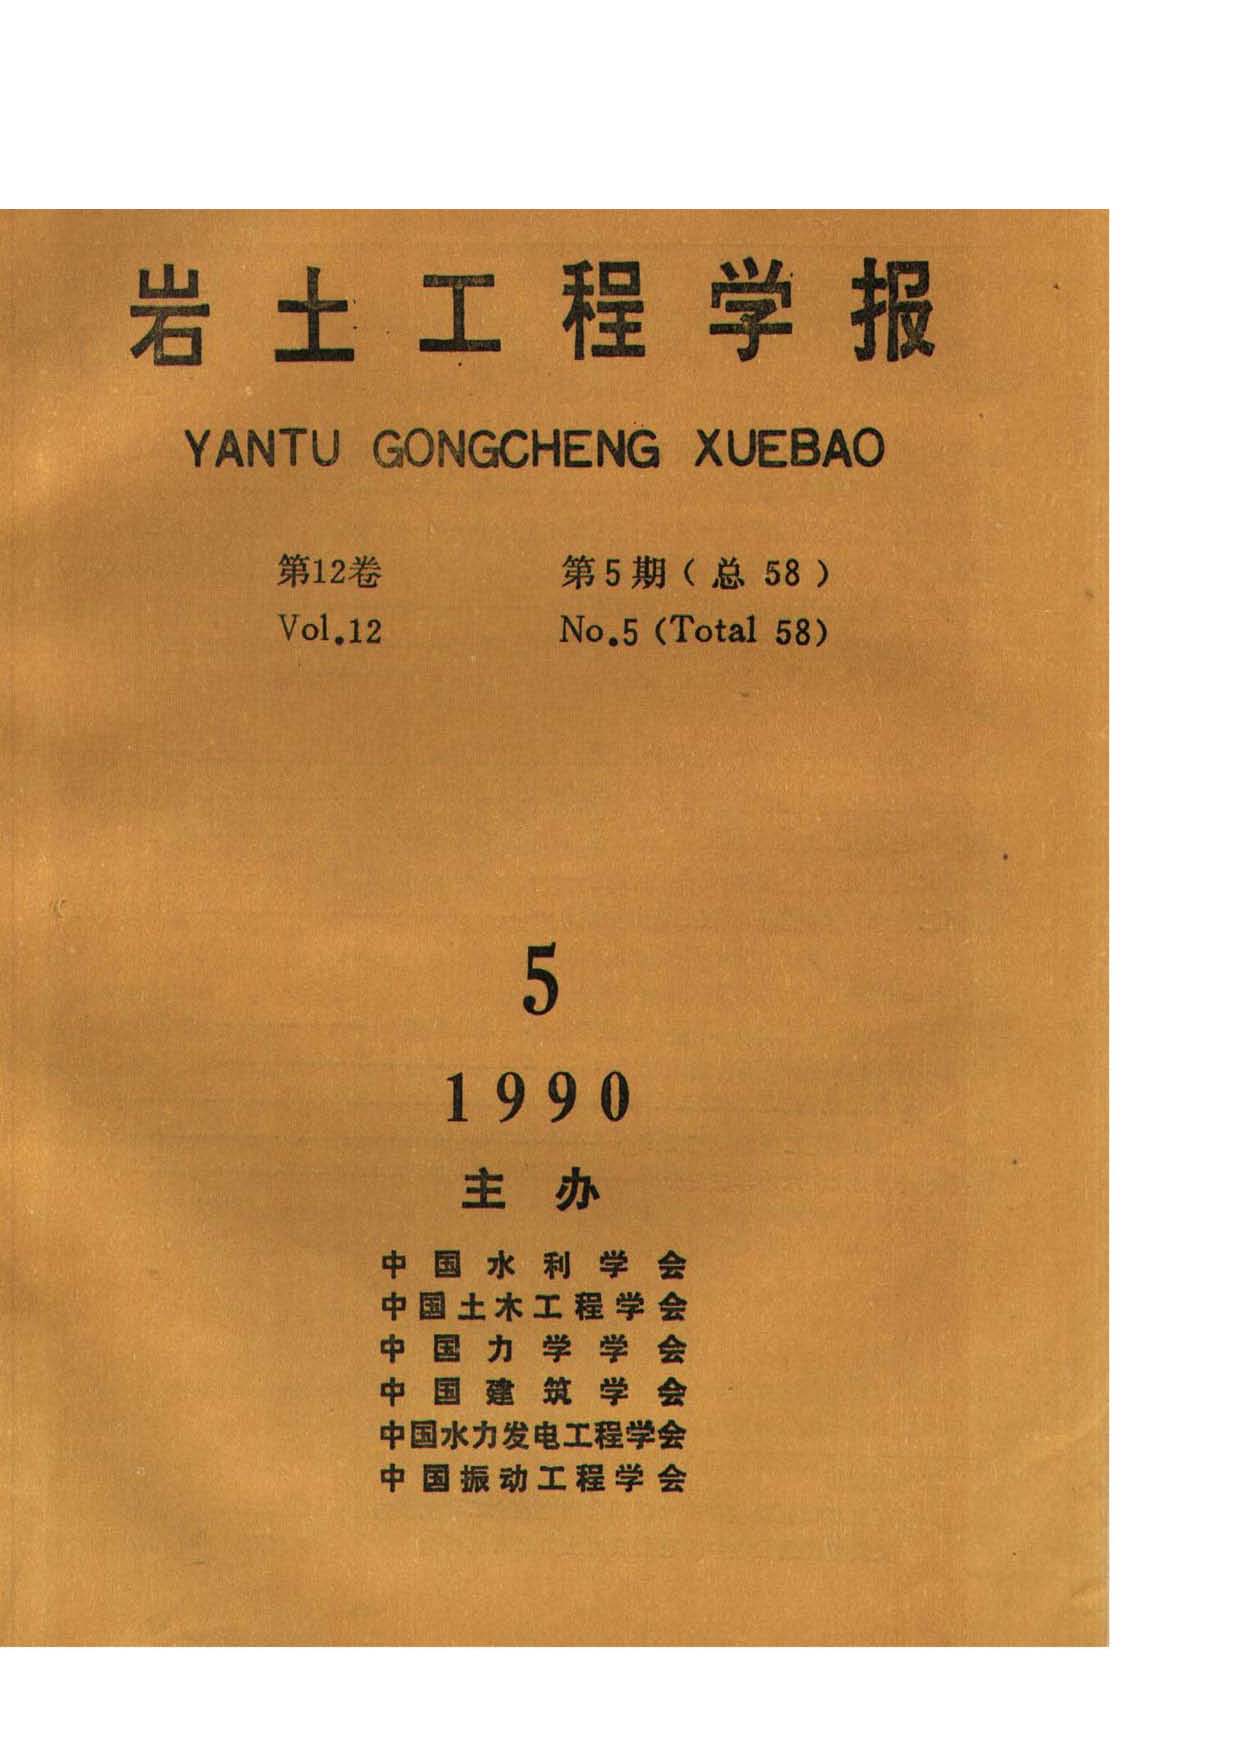 岩土工程学报
YANTU GONGCHENG XUEBAO
第12卷 第5期(总 58)
Vol.12 No.5 (Total 58)
5
1990
主办
中国水利学会
中国土木工程学会
中国力学学会
中国建筑学会
中国水力发电工程学会
中国振动工程学会